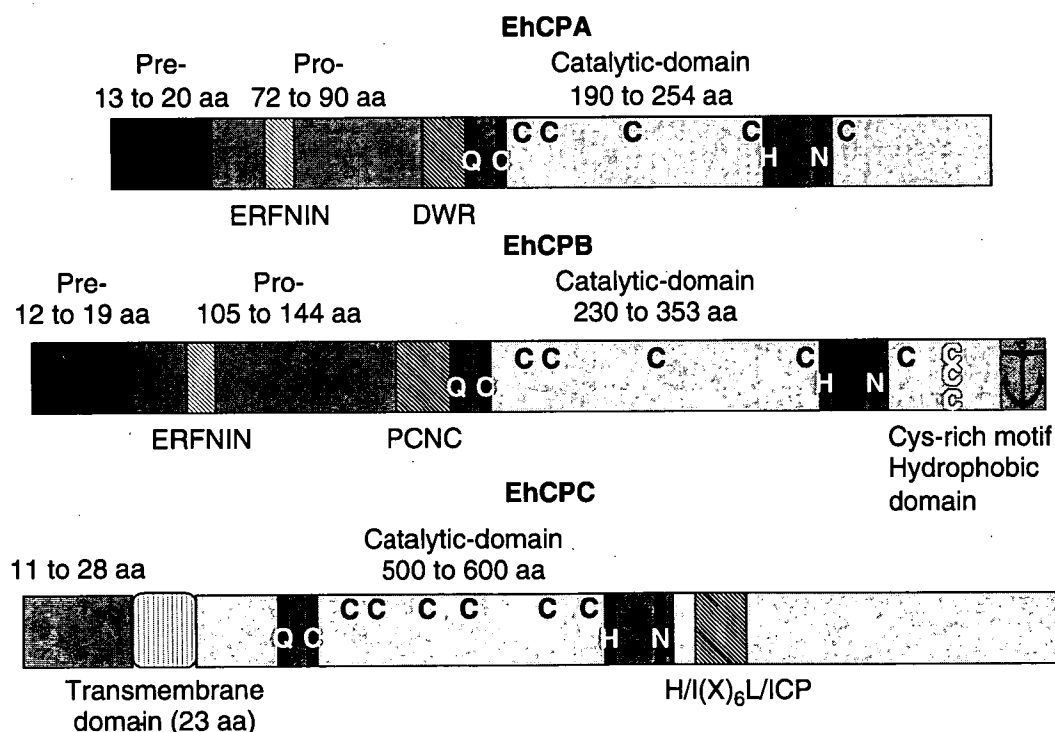 EhCPA
Pre- Pro- Catalytic-domain
13 to 20 aa 72 to 90 aa 190 to 254 aa
C C C C C
Q C H N
ERFNIN DWR
EhCPB
Pre- Pro- Catalytic-domain
12 to 19 aa 105 to 144 aa 230 to 353 aa
C C C C C C
Q C H N C
C
ERFNIN PCNC Cys-rich motif
Hydrophobic
domain
EhCPC
Catalytic-domain
11 to 28 aa 500 to 600 aa
C C C C C C
Q C H N
Transmembrane H/I(X)6L/ICP
domain (23 aa)